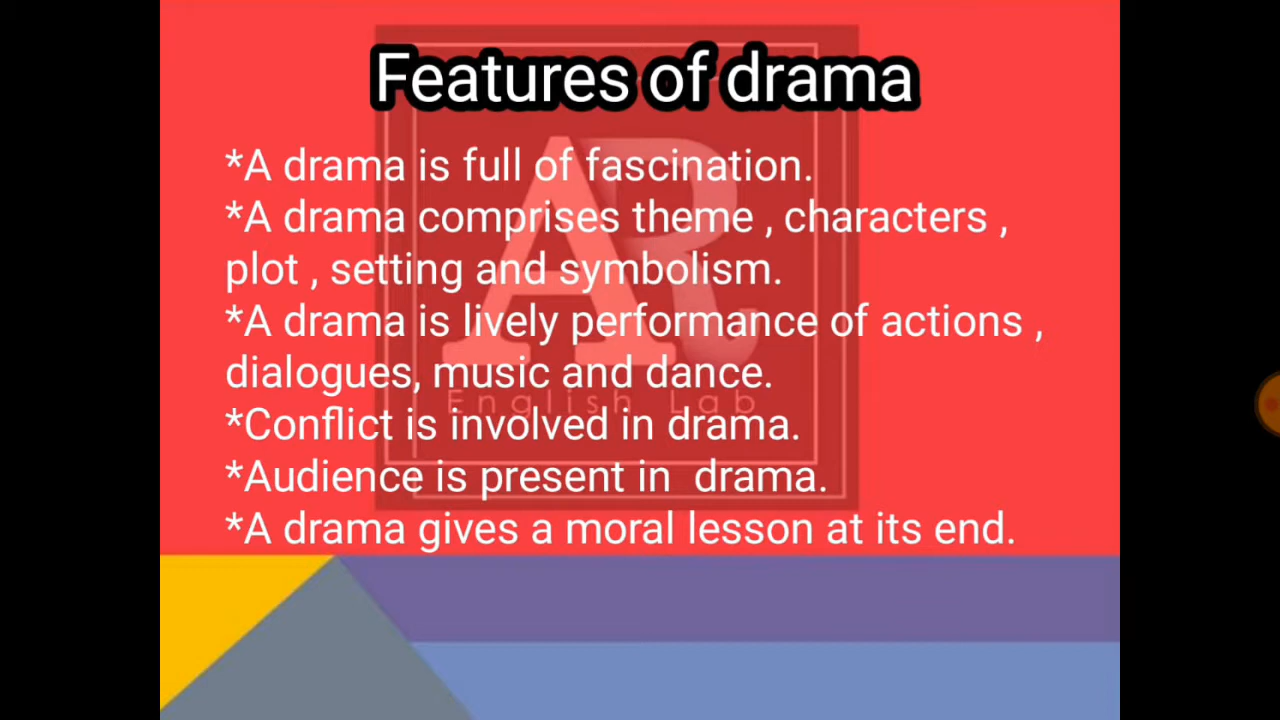 Features of drama
*A drama is full of fascination.
*A drama comprises theme , characters ,
plot , setting and symbolism.
*A drama is lively performance of actions ,
dialogues, music and dance.
*Conflict is involved in drama.
*Audience is present in  drama.
*A drama gives a moral lesson at its end.
AR
English Lab